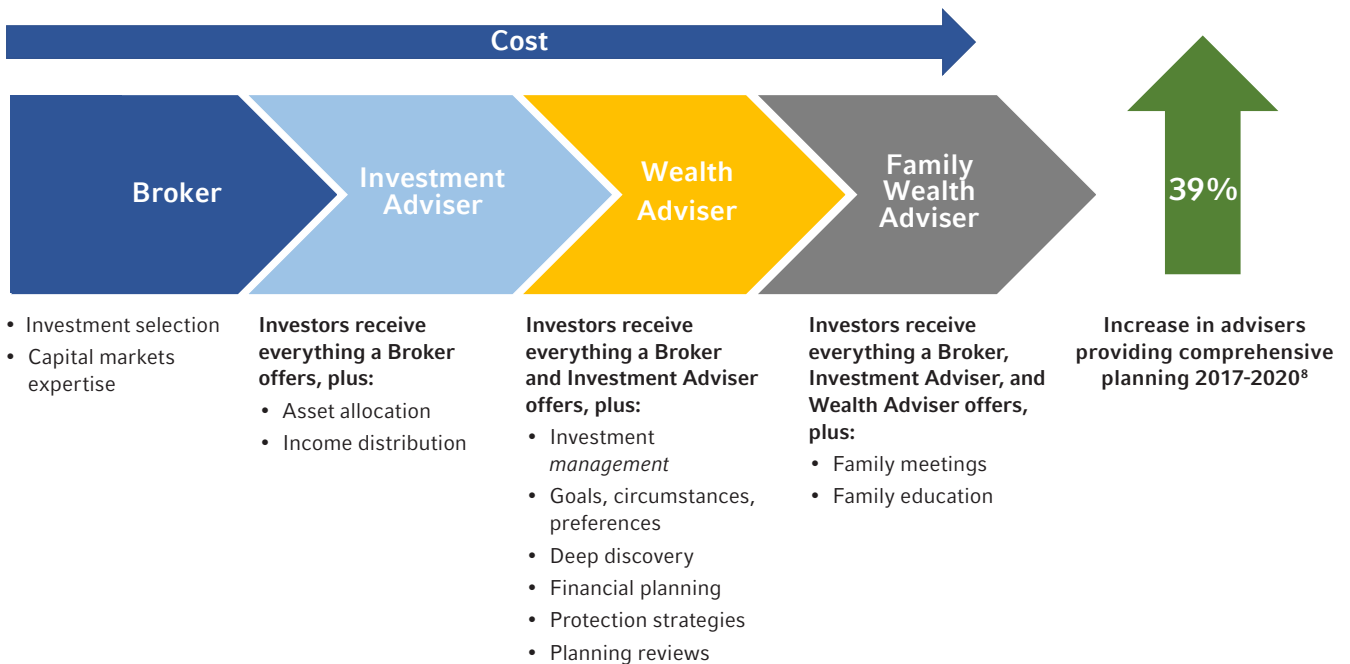 Cost
Broker
Investment
Adviser
Wealth
Adviser
Family
Wealth
Adviser
39%
• Investment selection
• Capital markets
expertise
Investors receive
everything a Broker
offers, plus:
• Asset allocation
• Income distribution
Investors receive
everything a Broker
and Investment Adviser
offers, plus:
• Investment
management
• Goals, circumstances,
preferences
• Deep discovery
• Financial planning
• Protection strategies
• Planning reviews
Investors receive
everything a Broker,
Investment Adviser, and
Wealth Adviser offers,
plus:
• Family meetings
• Family education
Increase in advisers
providing comprehensive
planning 2017-2020⁸